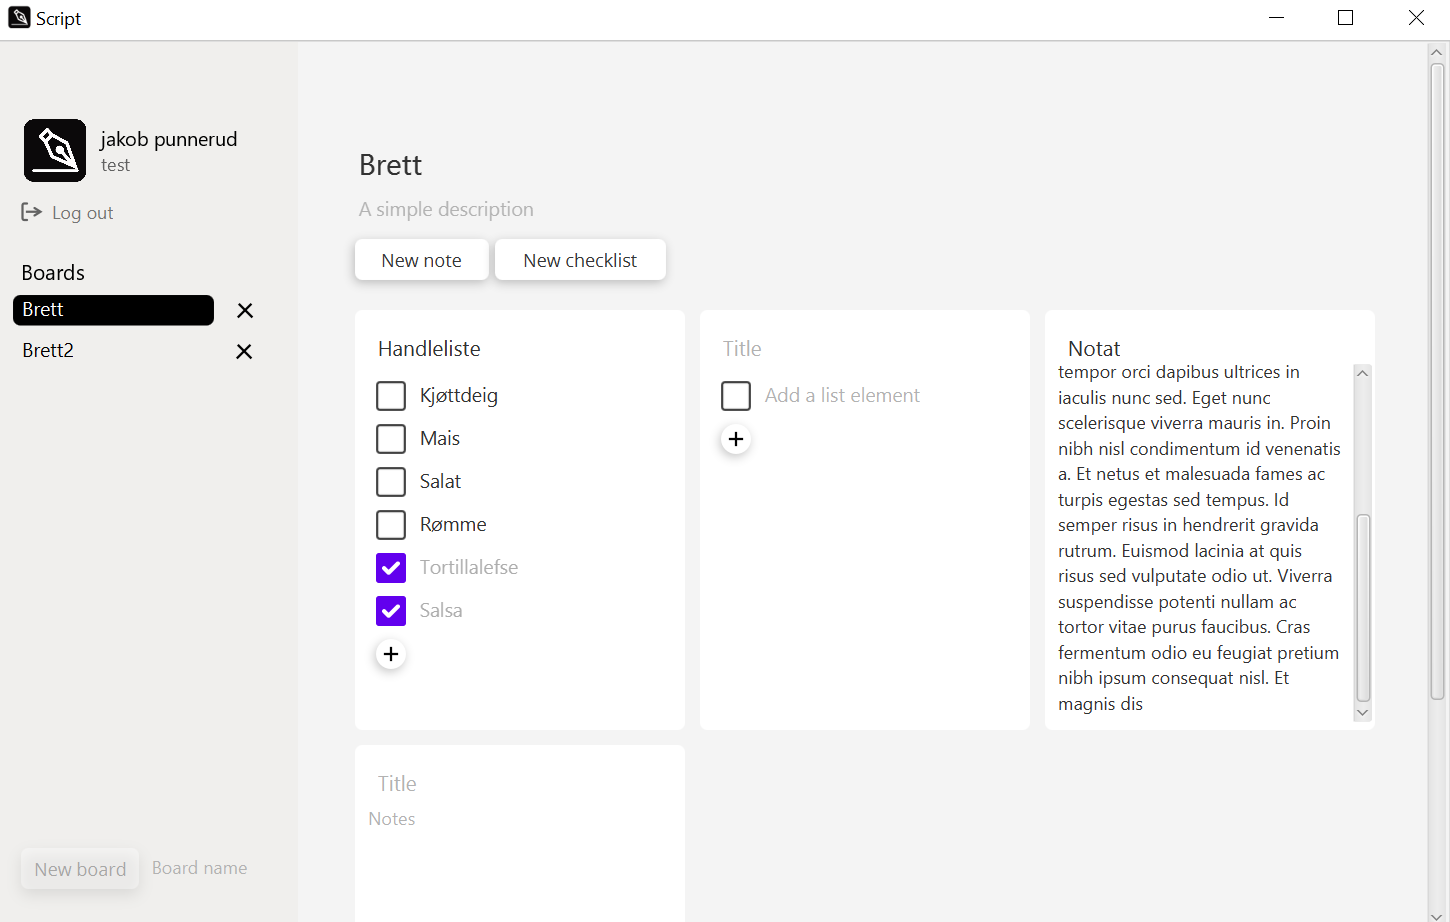 Script
jakob punnerud
test
Log out
Boards
Brett
Brett2
New board
Board name
Brett
A simple description
New note
New checklist
Handleliste
Kjøttdeig
Mais
Salat
Rømme
Tortillalefse
Salsa
Title
Add a list element
Notat
tempor orci dapibus ultrices in
iaculis nunc sed. Eget nunc
scelerisque viverra mauris in. Proin
nibh nisl condimentum id venenatis
a. Et netus et malesuada fames ac
turpis egestas sed tempus. Id
semper risus in hendrerit gravida
rutrum. Euismod lacinia at quis
risus sed vulputate odio ut. Viverra
suspendisse potenti nullam ac
tortor vitae purus faucibus. Cras
fermentum odio eu feugiat pretium
nibh ipsum consequat nisl. Et
magnis dis
Title
Notes